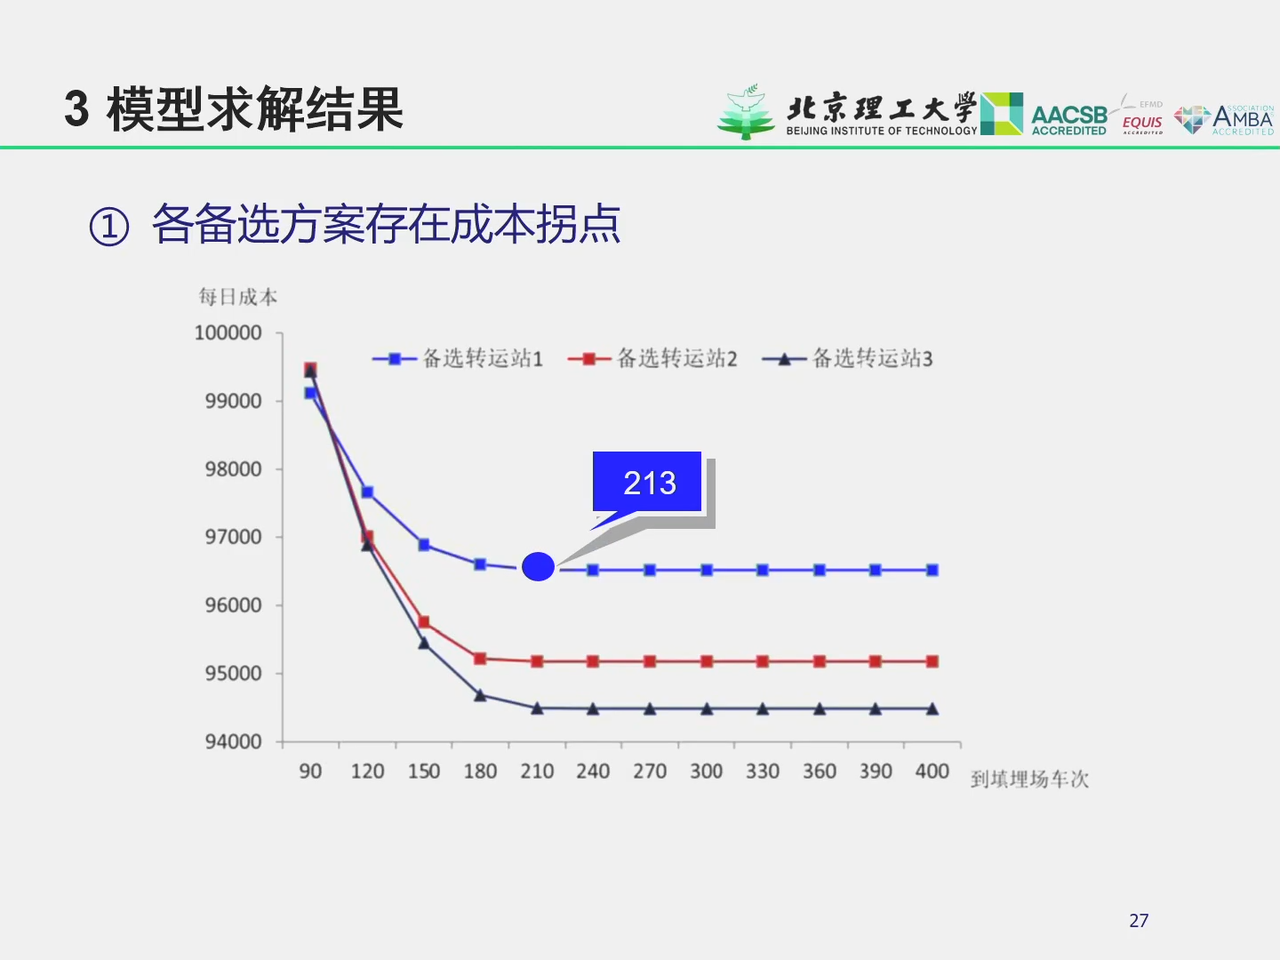 3 模型求解结果
北京理工大学
BEIJING INSTITUTE OF TECHNOLOGY
AACSB
ACCREDITED
EFMD
EQUIS
ACCREDITED
ASSOCIATION
AMBA
ACCREDITED
① 各备选方案存在成本拐点
每日成本
备选转运站1 备选转运站2 备选转运站3
213
100000
99000
98000
97000
96000
95000
94000
90 120 150 180 210 240 270 300 330 360 390 400
到填埋场车次
27